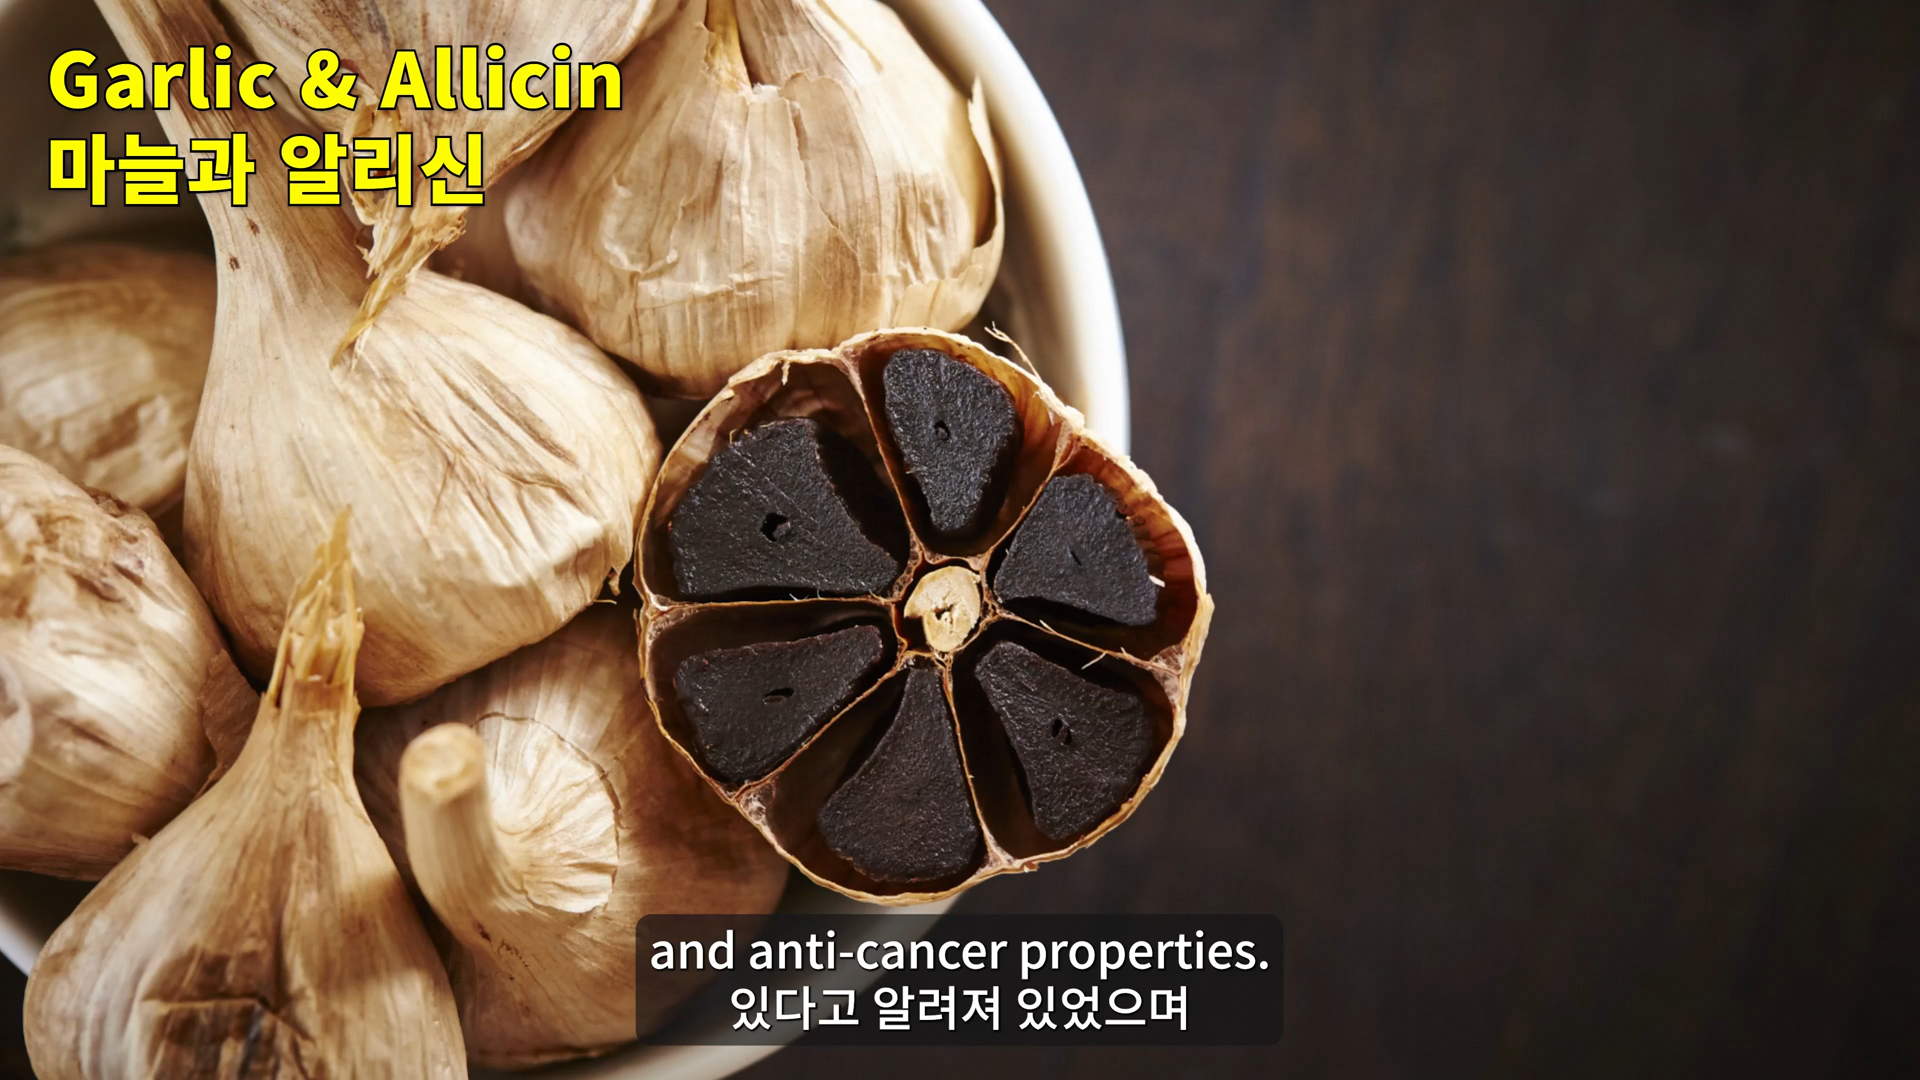 Garlic & Allicin
마늘과 알리신
and anti-cancer properties.
있다고 알려져 있었으며